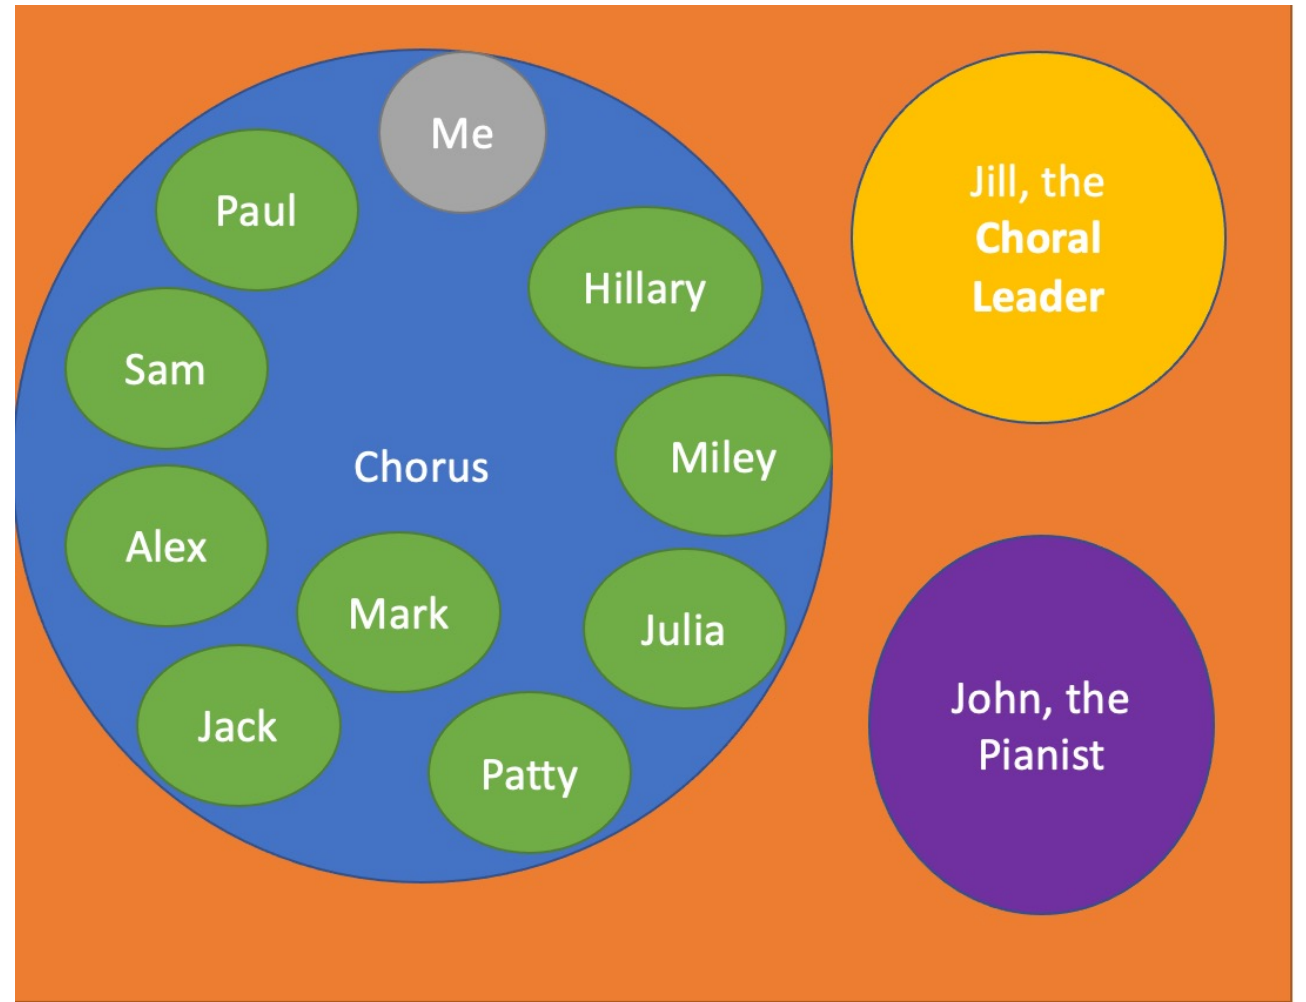 Me
Paul
Hillary
Sam
Miley
Chorus
Alex
Mark
Julia
Jack
Patty
Jill, the
Choral
Leader
John, the
Pianist